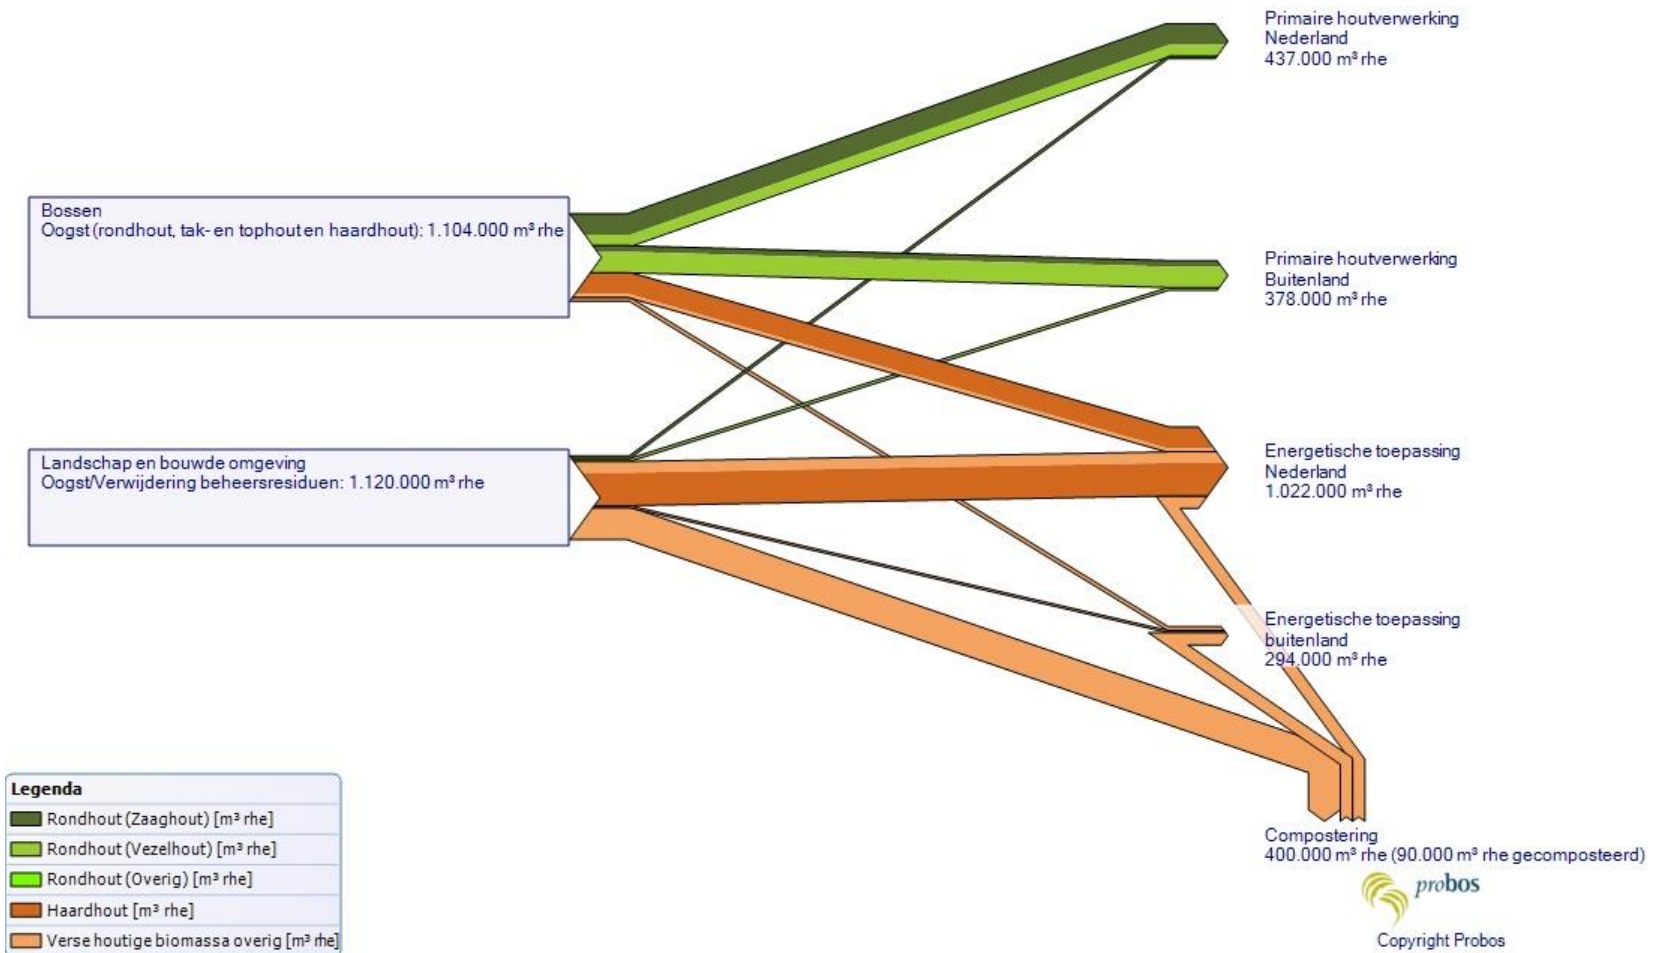 Primaire houtverwerking
Nederland
437.000 m³ rhe
Bossen
Oogst (rondhout, tak- en tophout en haardhout): 1.104.000 m³ rhe
Primaire houtverwerking
Buitenland
378.000 m³ rhe
Landschap en bouwde omgeving
Oogst/Verwijdering beheersresiduen: 1.120.000 m³ rhe
Energetische toepassing
Nederland
1.022.000 m³ rhe
Energetische toepassing
buitenland
294.000 m³ rhe
Compostering
400.000 m³ rhe (90.000 m³ rhe gecomposteerd)
probos
Copyright Probos
Legenda
Rondhout (Zaaghout) [m³ rhe]
Rondhout (Vezelhout) [m³ rhe]
Rondhout (Overig) [m³ rhe]
Haardhout [m³ rhe]
Verse houtige biomassa overig [m³ rhe]